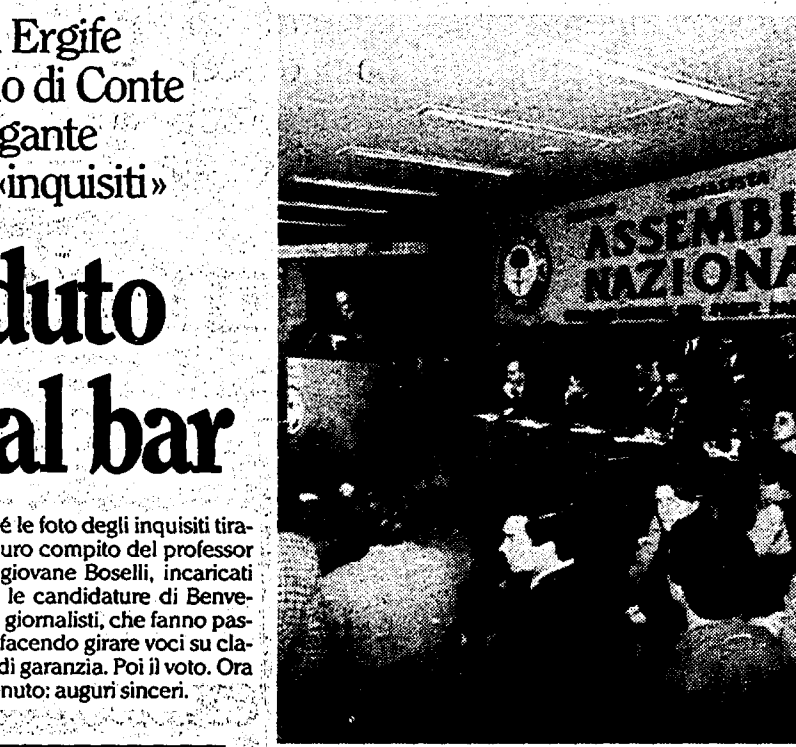 Ergife
o di Conte
gante
«inquisiti»
duto
al bar
é le foto degli inquisiti tira-
uro compito del professor
giovane Boselli, incaricati
le candidature di Benve-
giornalisti, che fanno pas-
facendo girare voci su cla-
di garanzia. Poi il voto. Ora
nuto: auguri sinceri.
SOCIALISTA
ASSEMBL
NAZIONA